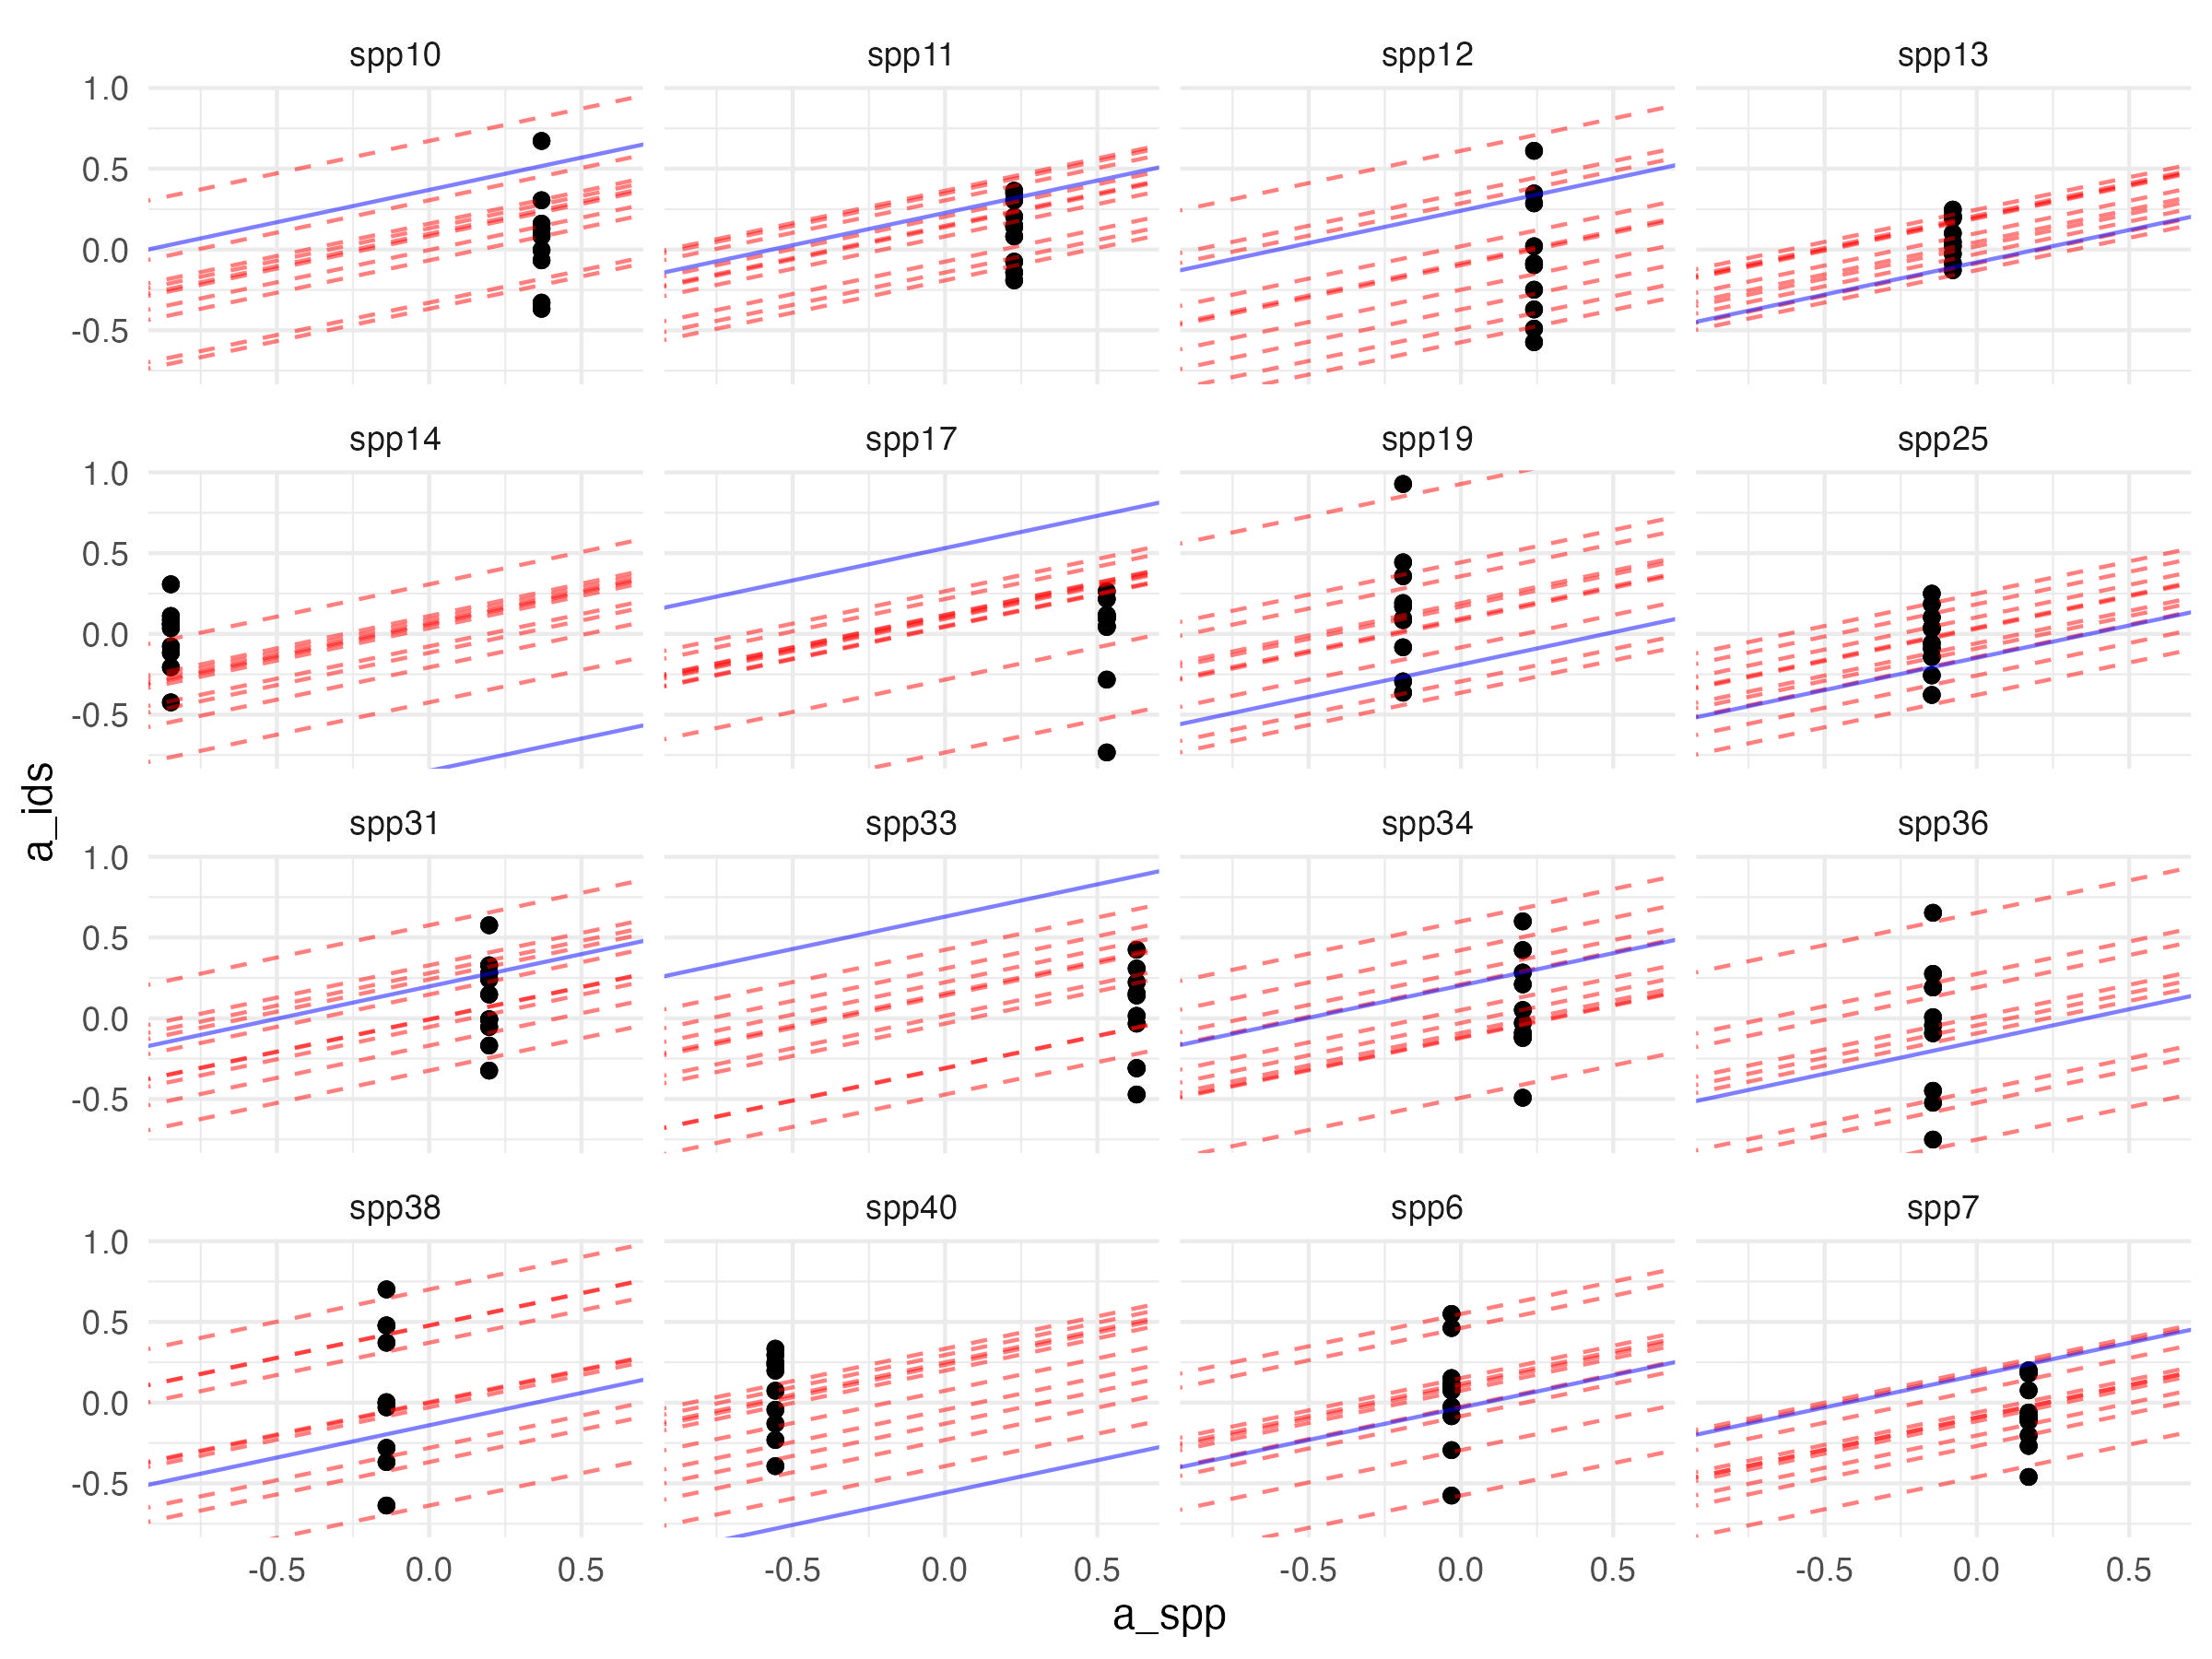 spp10 spp11 spp12 spp13
1.0
0.5
0.0
-0.5
spp14 spp17 spp19 spp25
1.0
0.5
0.0
-0.5
a_ids
spp31 spp33 spp34 spp36
1.0
0.5
0.0
-0.5
spp38 spp40 spp6 spp7
1.0
0.5
0.0
-0.5
-0.5 0.0 0.5 -0.5 0.0 0.5 -0.5 0.0 0.5 -0.5 0.0 0.5
a_spp